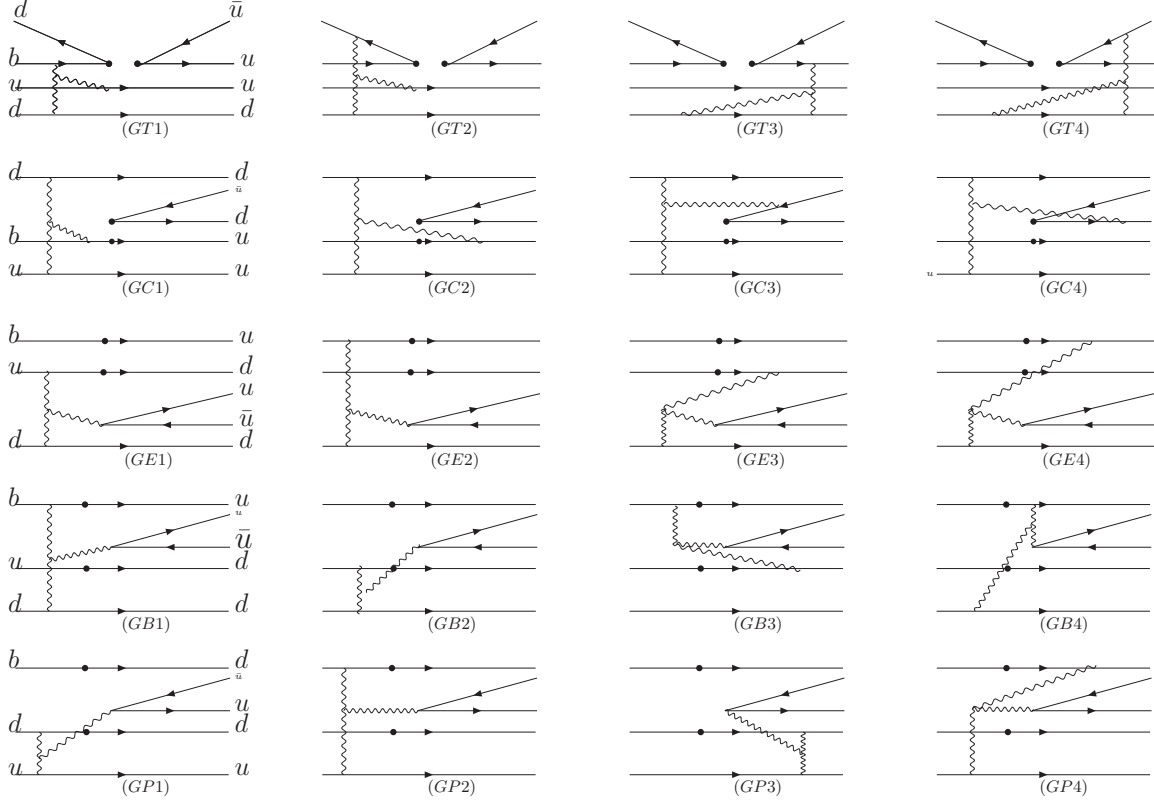 d ū
b u
u u
d d
(GT1) (GT2) (GT3) (GT4)
d d
ū
d
b u
u u
u
(GC1) (GC2) (GC3) (GC4)
b u
u d
u
ū
d d
(GE1) (GE2) (GE3) (GE4)
b u
u
ū
u d
d d
(GB1) (GB2) (GB3) (GB4)
b d
ū
u
d d
u u
(GP1) (GP2) (GP3) (GP4)